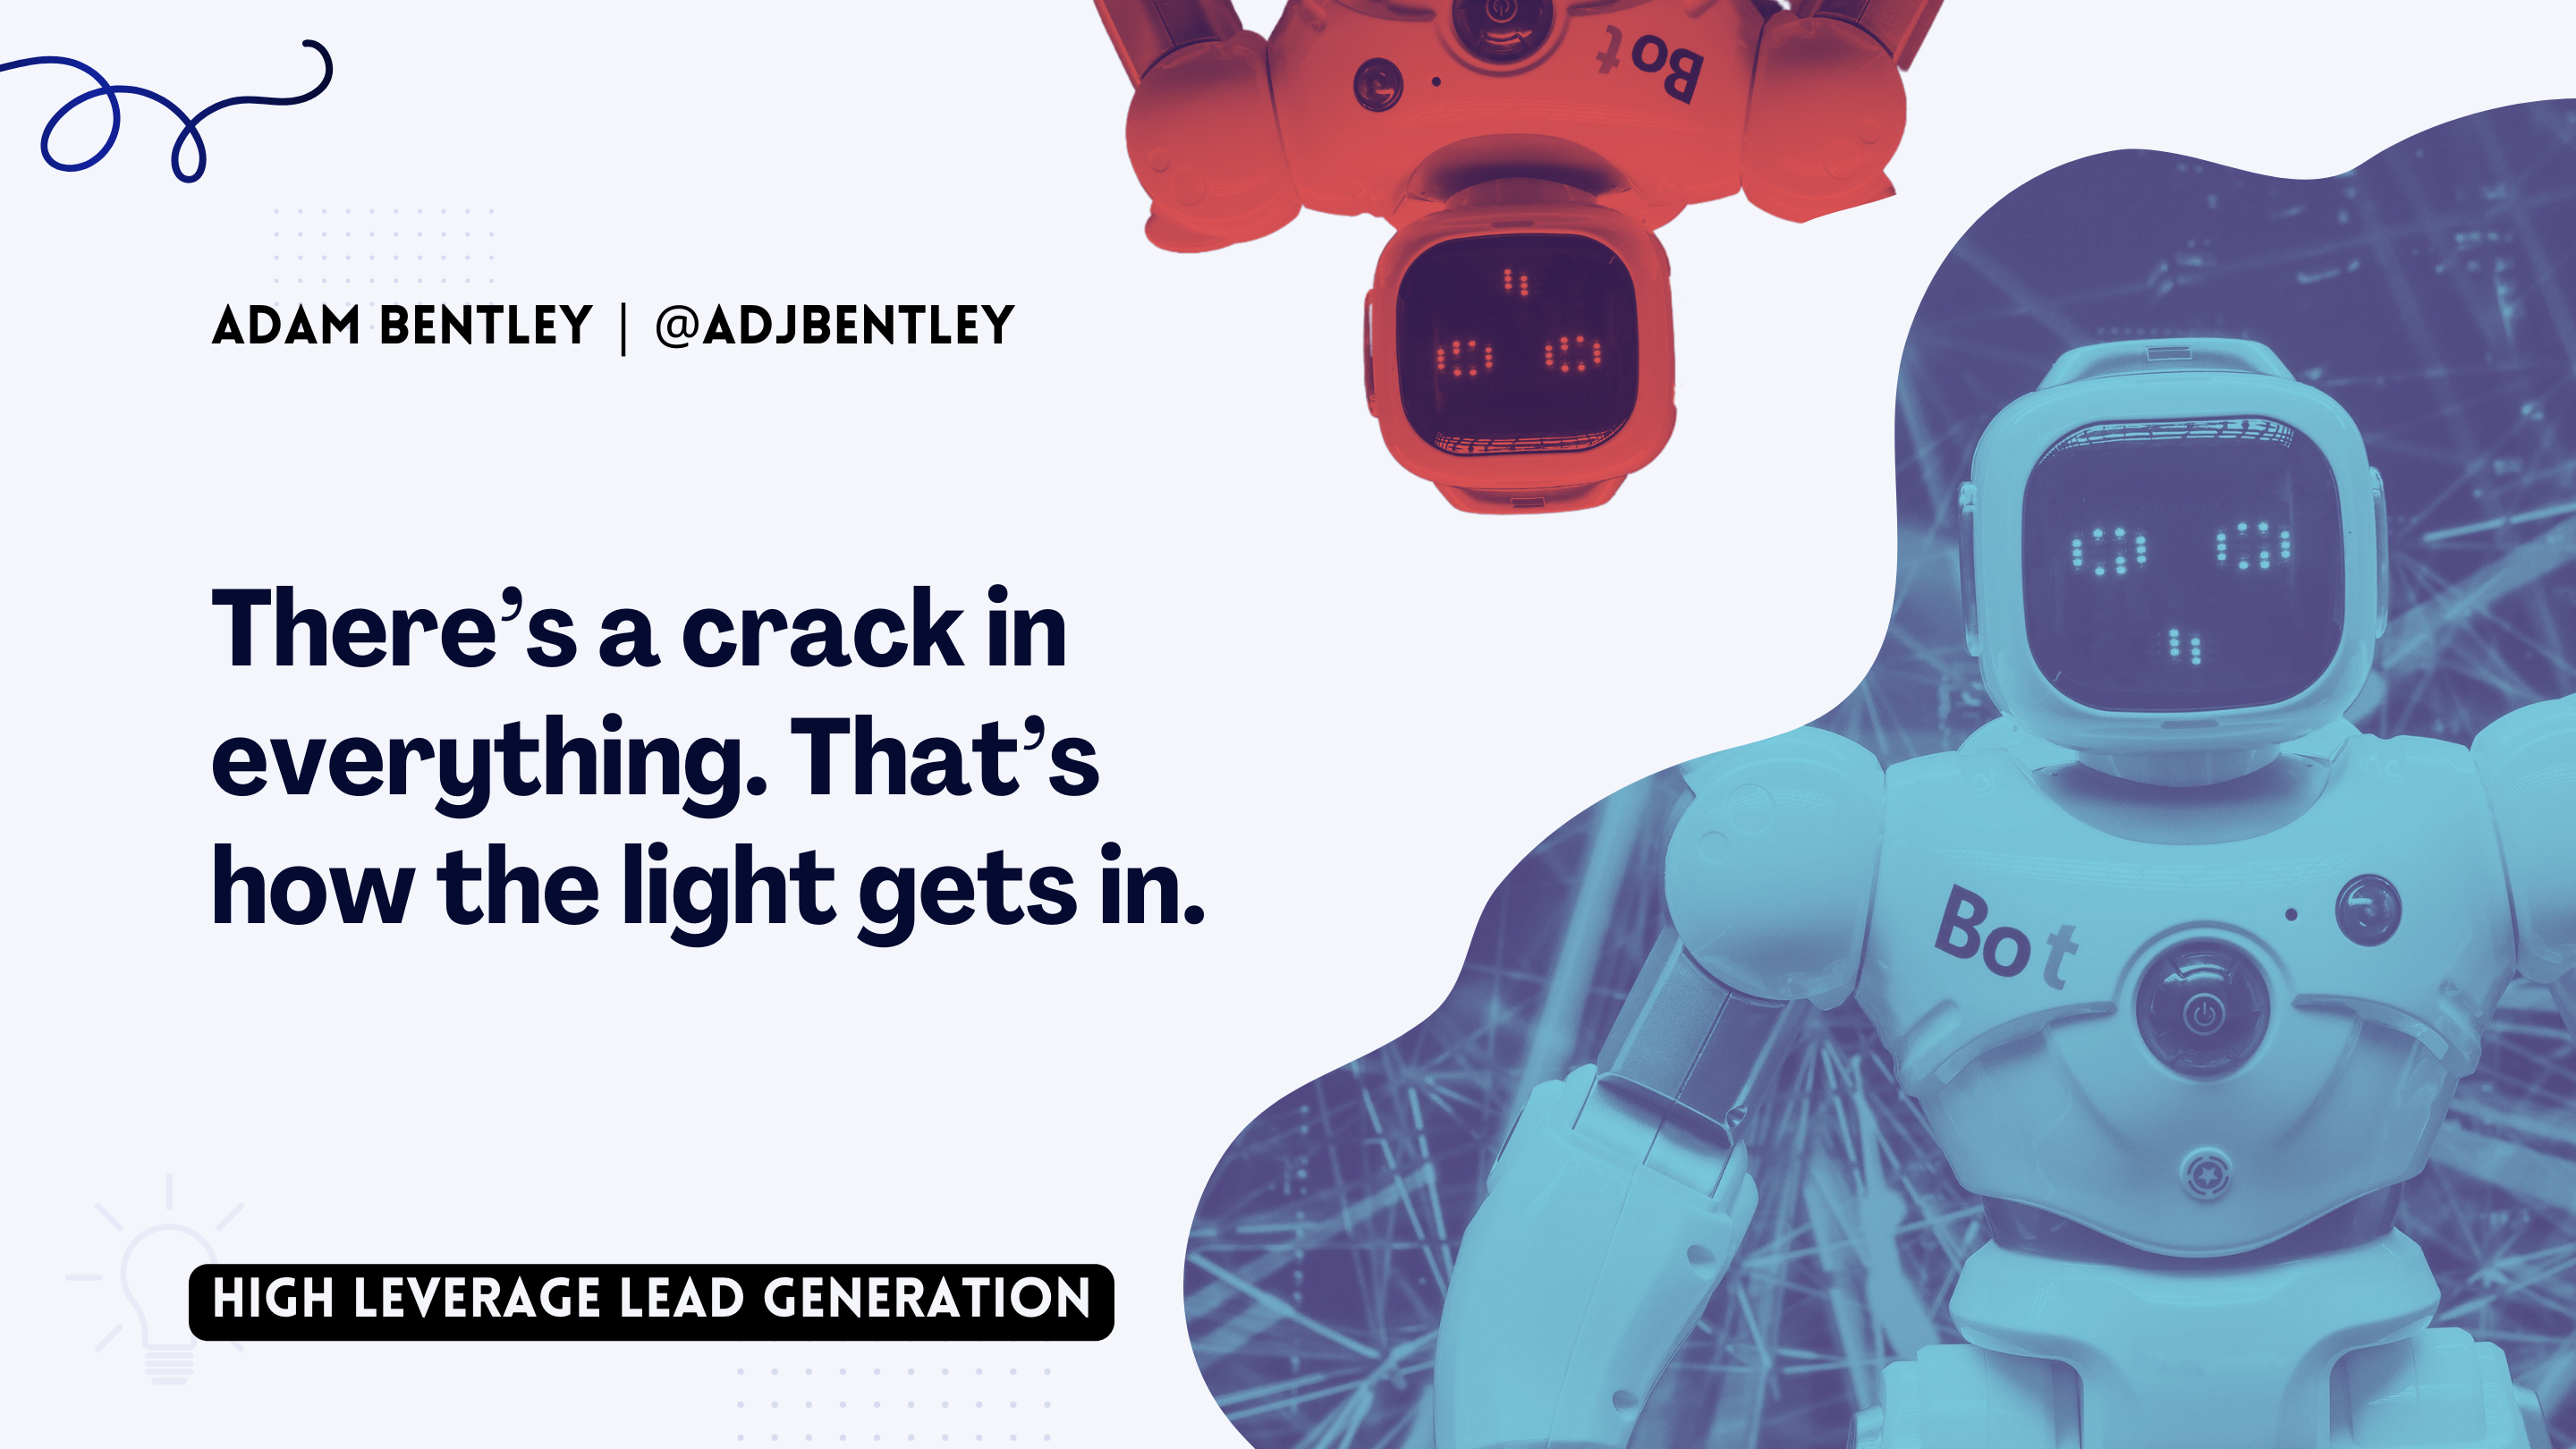 ADAM BENTLEY | @ADJBENTLEY
There’s a crack in
everything. That’s
how the light gets in.
HIGH LEVERAGE LEAD GENERATION
Bot
Bot